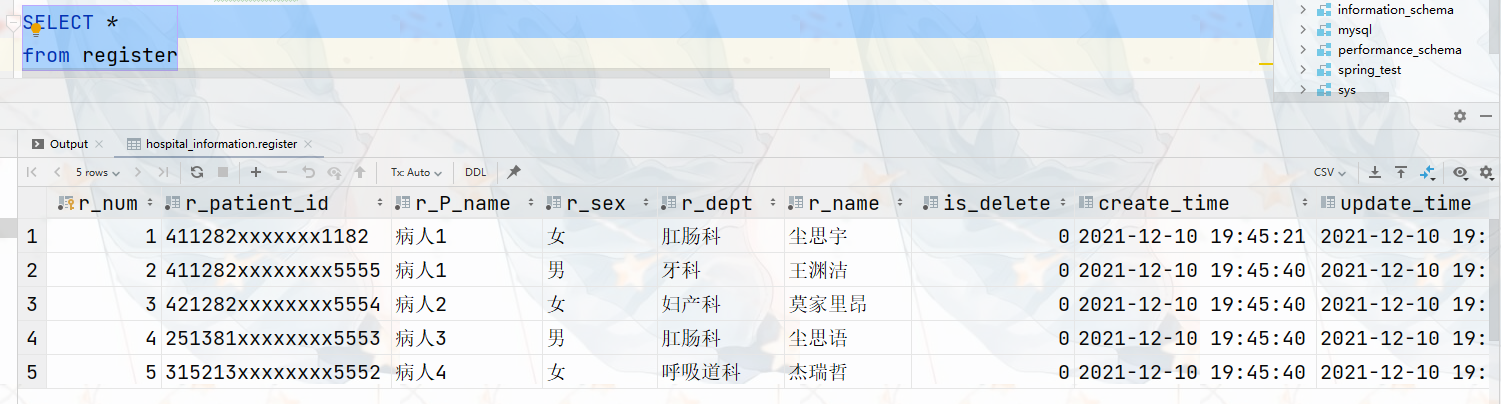 SELECT *
from register
information_schema
mysql
performance_schema
spring_test
sys
Output
hospital_information.register
5 rows
Tx: Auto
DDL
CSV
r_num r_patient_id r_P_name r_sex r_dept r_name is_delete create_time update_time
1 1 411282xxxxxxx1182 病人1 女 肛肠科 尘思宇 0 2021-12-10 19:45:21 2021-12-10 19:
2 2 411282xxxxxxxx5555 病人1 男 牙科 王渊洁 0 2021-12-10 19:45:40 2021-12-10 19:
3 3 421282xxxxxxxx5554 病人2 女 妇产科 莫家里昂 0 2021-12-10 19:45:40 2021-12-10 19:
4 4 251381xxxxxxxx5553 病人3 男 肛肠科 尘思语 0 2021-12-10 19:45:40 2021-12-10 19:
5 5 315213xxxxxxxx5552 病人4 女 呼吸道科 杰瑞哲 0 2021-12-10 19:45:40 2021-12-10 19: